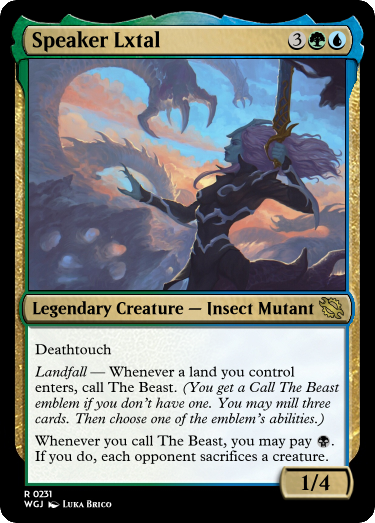 Speaker Lxtal 3
Deathtouch
Legendary Creature — Insect Mutant
Landfall — Whenever a land you control
enters, call The Beast. (You get a Call The Beast
emblem if you don't have one. You may mill three
cards. Then choose one of the emblem's abilities.)
Whenever you call The Beast, you may pay .
If you do, each opponent sacrifices a creature.
1/4
R 0231
WGJ Luka Brico